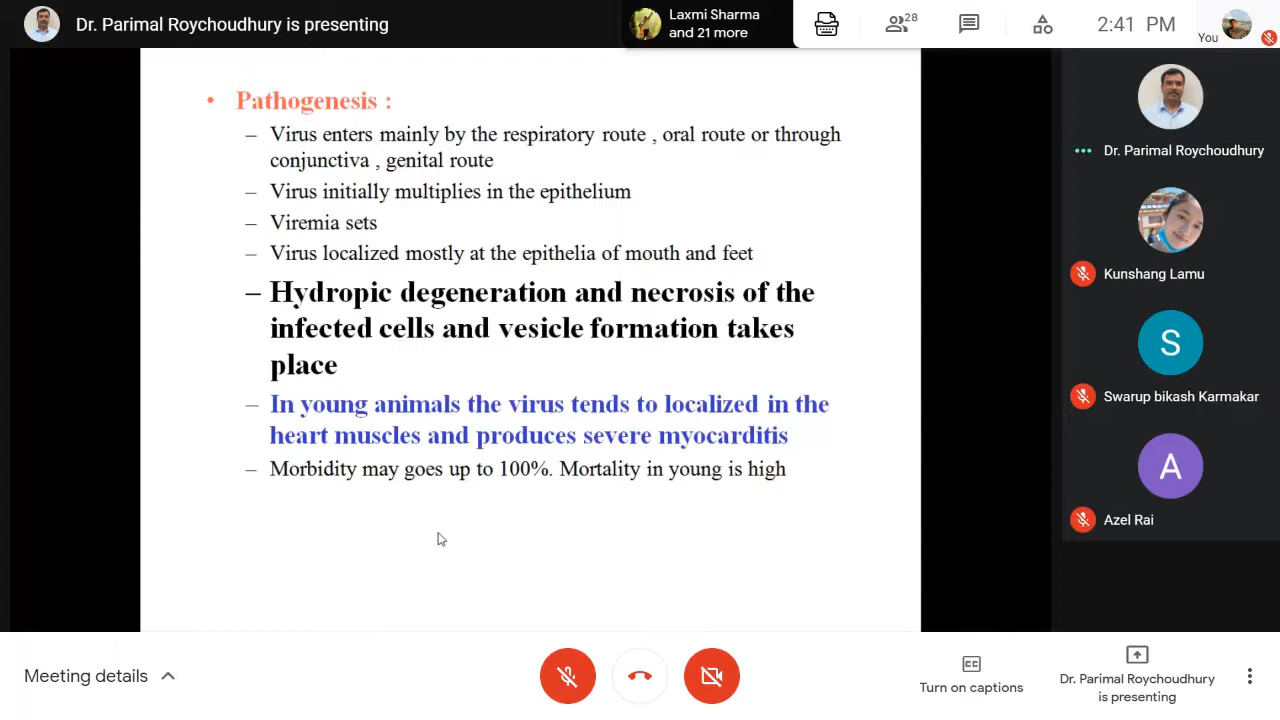 Dr. Parimal Roychoudhury is presenting
Laxmi Sharma
and 21 more
28
2:41 PM
You
• Pathogenesis :
– Virus enters mainly by the respiratory route , oral route or through
conjunctiva , genital route
– Virus initially multiplies in the epithelium
– Viremia sets
– Virus localized mostly at the epithelia of mouth and feet
– Hydropic degeneration and necrosis of the
infected cells and vesicle formation takes
place
– In young animals the virus tends to localized in the
heart muscles and produces severe myocarditis
– Morbidity may goes up to 100%. Mortality in young is high
Dr. Parimal Roychoudhury
Kunshang Lamu
S
Swarup bikash Karmakar
A
Azel Rai
Meeting details
CC
Turn on captions
Dr. Parimal Roychoudhury
is presenting